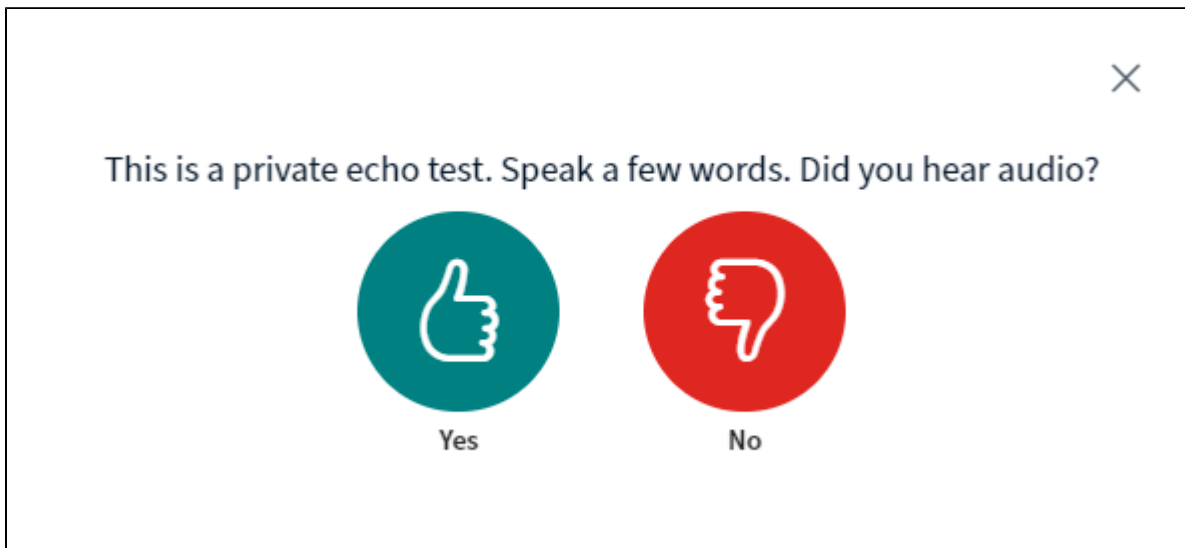 This is a private echo test. Speak a few words. Did you hear audio?
Yes
No